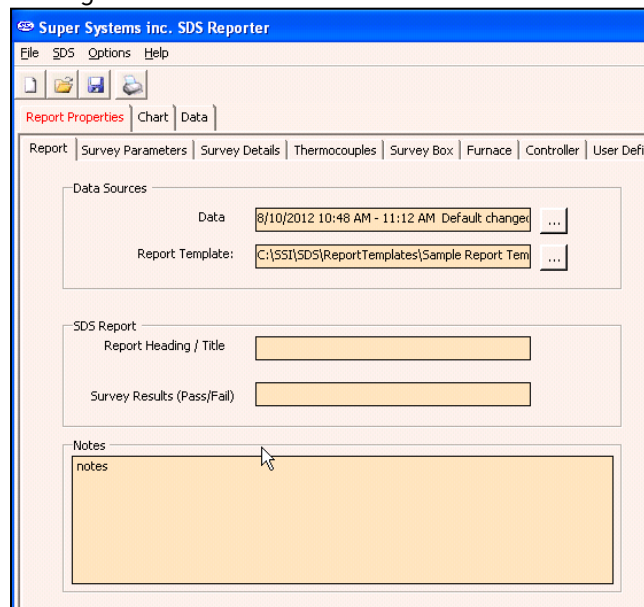 Super Systems inc. SDS Reporter
File SDS Options Help
Report Properties Chart Data
Report Survey Parameters Survey Details Thermocouples Survey Box Furnace Controller User Defi
Data Sources
Data 8/10/2012 10:48 AM - 11:12 AM Default changed ...
Report Template: C:\SSI\SDS\ReportTemplates\Sample Report Tem ...
SDS Report
Report Heading / Title
Survey Results (Pass/Fail)
Notes
notes